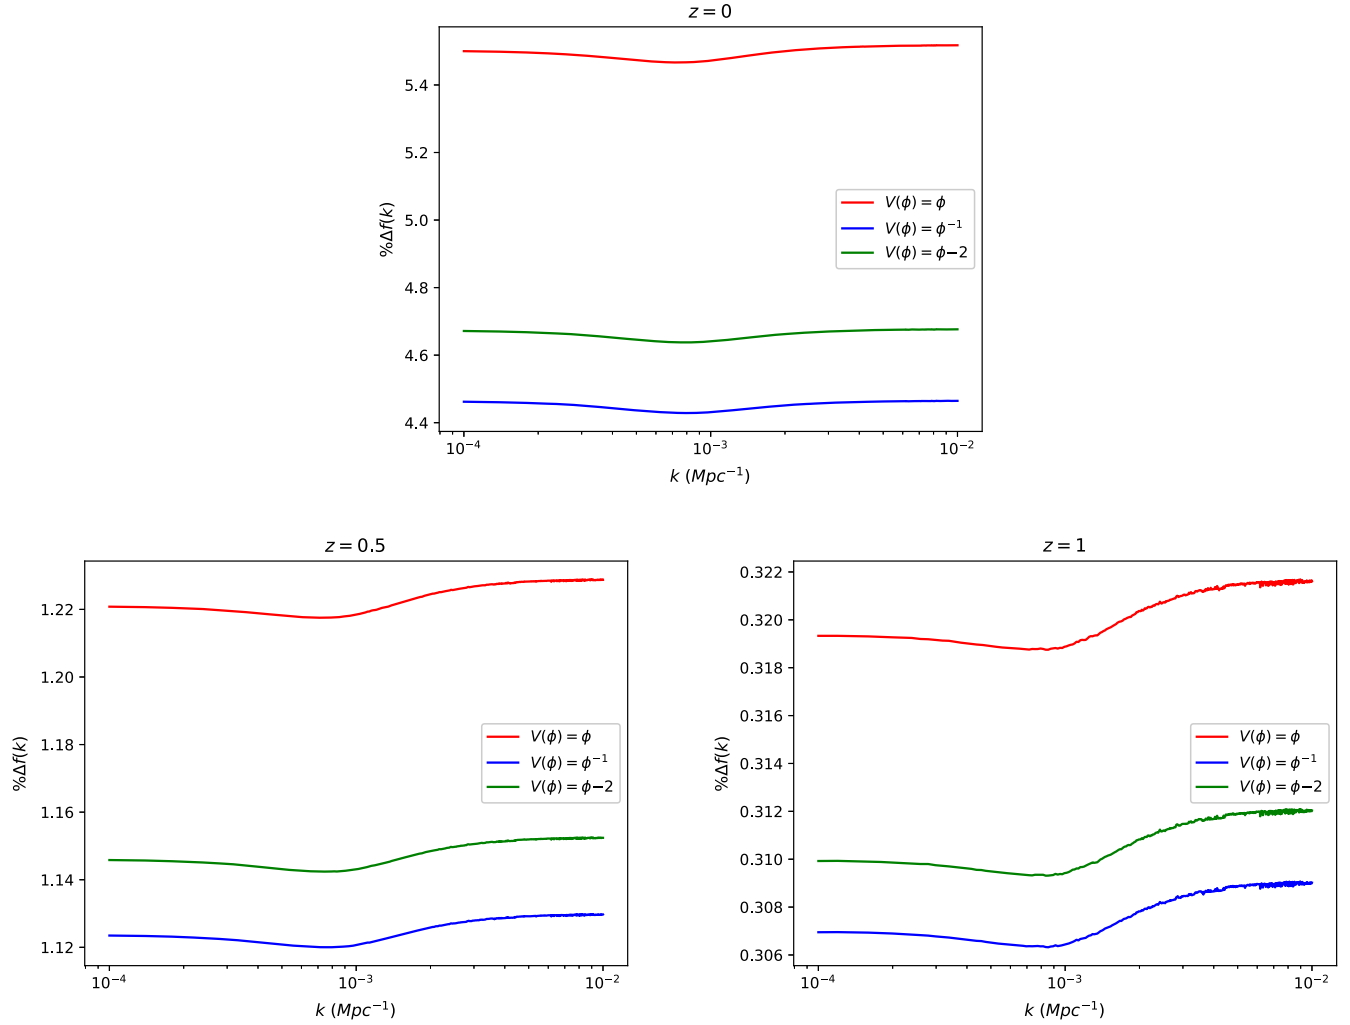 z = 0
5.4
5.2
5.0
4.8
4.6
4.4
%Δf(k)
V(ϕ) = ϕ
V(ϕ) = ϕ⁻¹
V(ϕ) = ϕ−2
10⁻⁴
10⁻³
10⁻²
k (Mpc⁻¹)
z = 0.5
1.22
1.20
1.18
1.16
1.14
1.12
%Δf(k)
V(ϕ) = ϕ
V(ϕ) = ϕ⁻¹
V(ϕ) = ϕ−2
10⁻⁴
10⁻³
10⁻²
k (Mpc⁻¹)
z = 1
0.322
0.320
0.318
0.316
0.314
0.312
0.310
0.308
0.306
%Δf(k)
V(ϕ) = ϕ
V(ϕ) = ϕ⁻¹
V(ϕ) = ϕ−2
10⁻⁴
10⁻³
10⁻²
k (Mpc⁻¹)